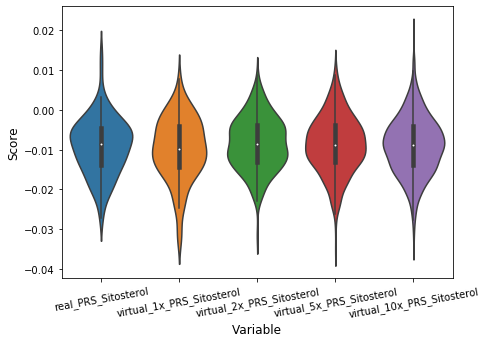 0.02
0.01
0.00
−0.01
−0.02
−0.03
−0.04
Score
real_PRS_Sitosterol
virtual_1x_PRS_Sitosterol
virtual_2x_PRS_Sitosterol
virtual_5x_PRS_Sitosterol
virtual_10x_PRS_Sitosterol
Variable